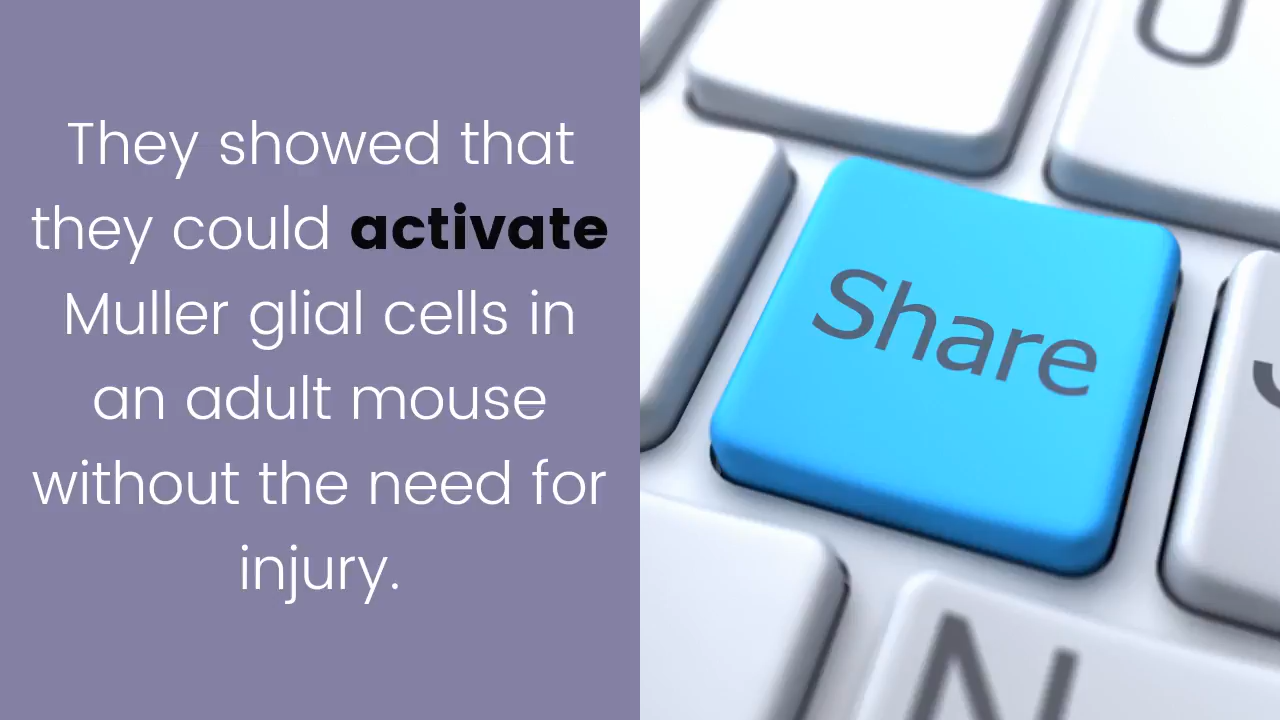 They showed that
they could activate
Muller glial cells in
an adult mouse
without the need for
injury.
Share
N